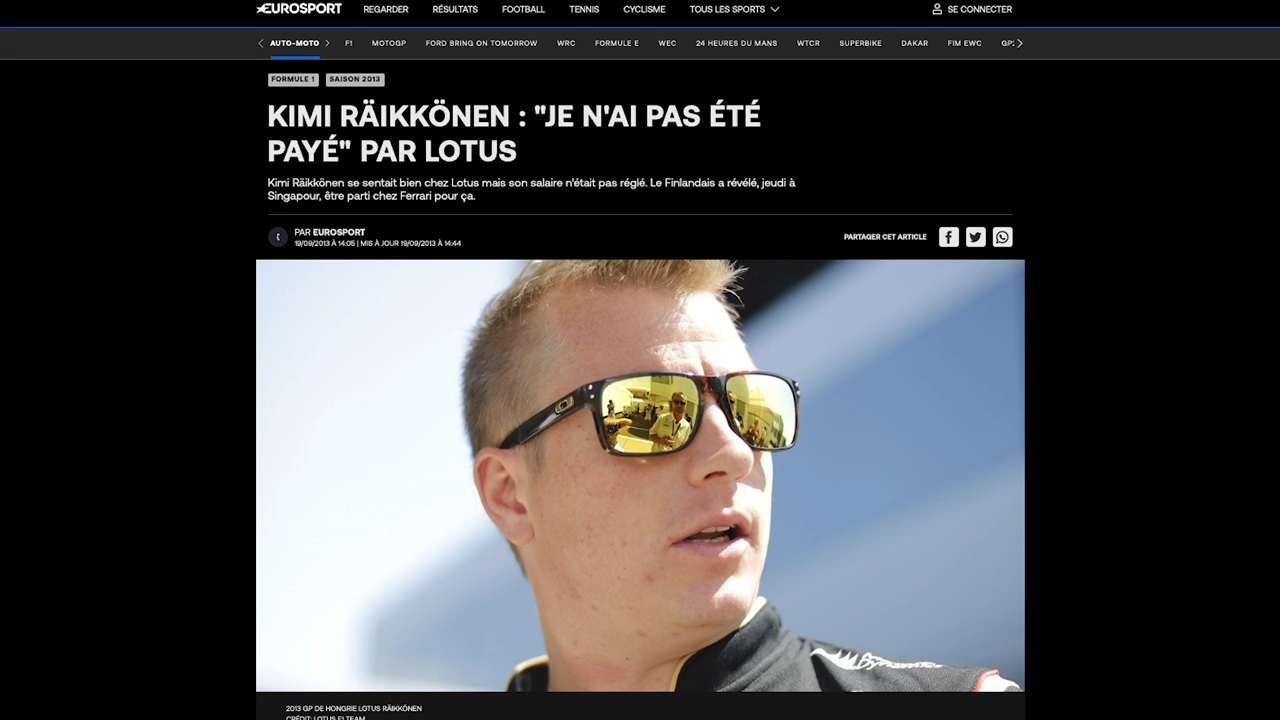 EUROSPORT REGARDER RÉSULTATS FOOTBALL TENNIS CYCLISME TOUS LES SPORTS SE CONNECTER
AUTO-MOTO F1 MOTOGP FORD BRING ON TOMORROW WRC FORMULE E WEC 24 HEURES DU MANS WTCR SUPERBIKE DAKAR FIM EWC
FORMULE 1 SAISON 2013
KIMI RÄIKKÖNEN : "JE N'AI PAS ÉTÉ
PAYÉ" PAR LOTUS
Kimi Räikkönen se sentait bien chez Lotus mais son salaire n'était pas réglé. Le Finlandais a révélé, jeudi à
Singapour, être parti chez Ferrari pour ça.
PAR EUROSPORT
19/09/2013 À 14:05 | MIS À JOUR 19/09/2013 À 14:44
PARTAGER CET ARTICLE
2013 GP DE HONGRIE LOTUS RÄIKKÖNEN
CRÉDIT: LOTUS F1 TEAM